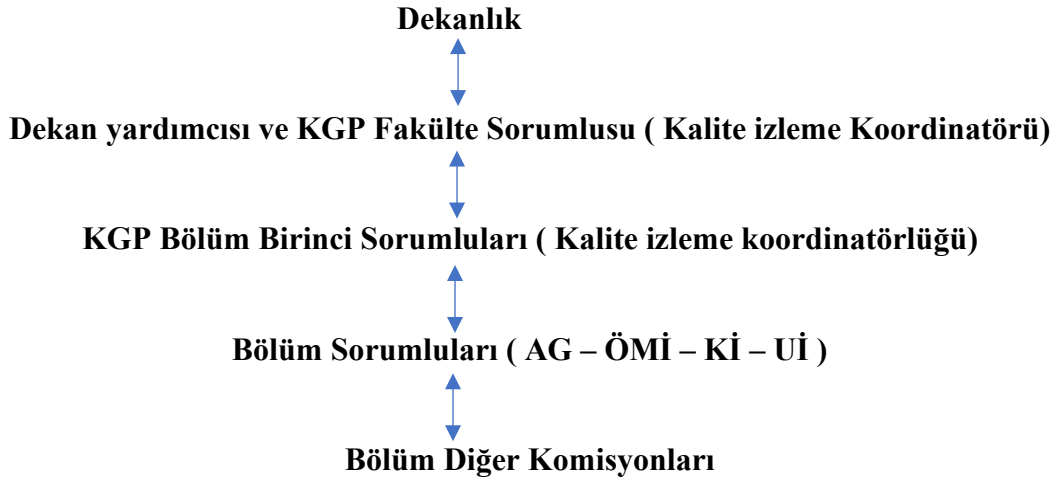 Dekanlık
Dekan yardımcısı ve KGP Fakülte Sorumlusu ( Kalite izleme Koordinatörü)
KGP Bölüm Birinci Sorumluları ( Kalite izleme koordinatörlüğü)
Bölüm Sorumluları ( AG – ÖMİ – Kİ – Uİ )
Bölüm Diğer Komisyonları